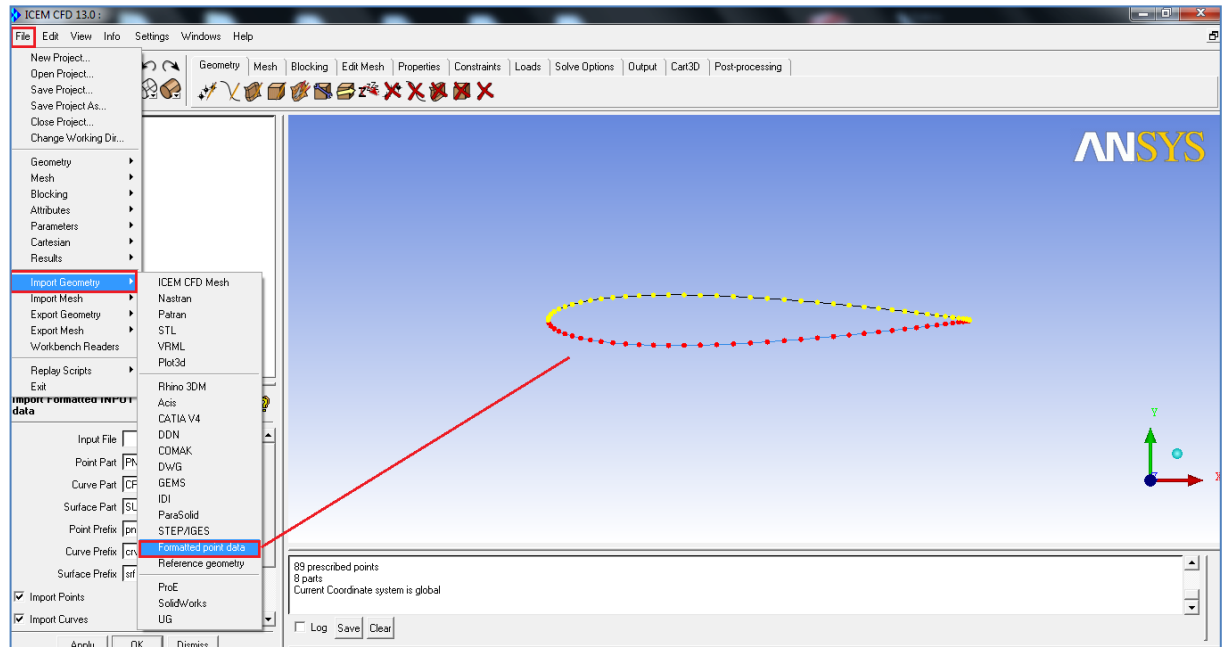 ICEM CFD 13.0 :
File Edit View Info Settings Windows Help
New Project...
Open Project...
Save Project...
Save Project As...
Close Project...
Change Working Dir...
Geometry
Mesh
Blocking
Attributes
Parameters
Cartesian
Results
Import Geometry
Import Mesh
Export Geometry
Export Mesh
Workbench Readers
Replay Scripts
Exit
ICEM CFD Mesh
Nastran
Patran
STL
VRML
Plot3d
Rhino 3DM
Acis
CATIA V4
DDN
COMAK
DWG
GEMS
IDI
ParaSolid
STEP/IGES
Formatted point data
Reference geometry
ProE
SolidWorks
UG
Geometry Mesh Blocking Edit Mesh Properties Constraints Loads Solve Options Output Cart3D Post-processing
ANSYS
Y
X
Import Formatted INPUT
data
Input File
Point Part PN
Curve Part
Surface Part SU
Point Prefix pn
Curve Prefix crv
Surface Prefix srf
Import Points
Import Curves
Apply OK Dismiss
89 prescribed points
8 parts
Current Coordinate system is global
Log Save Clear